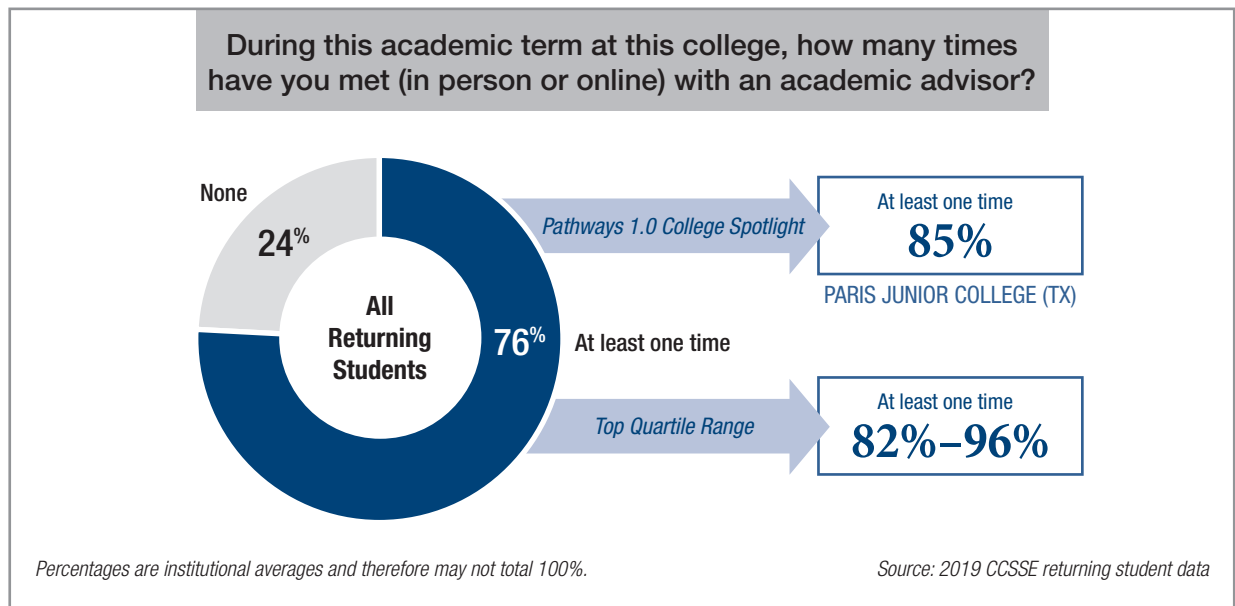 During this academic term at this college, how many times
have you met (in person or online) with an academic advisor?
None
24%
All
Returning
Students
76%
At least one time
Pathways 1.0 College Spotlight
At least one time
85%
PARIS JUNIOR COLLEGE (TX)
Top Quartile Range
At least one time
82%–96%
Percentages are institutional averages and therefore may not total 100%.
Source: 2019 CCSSE returning student data